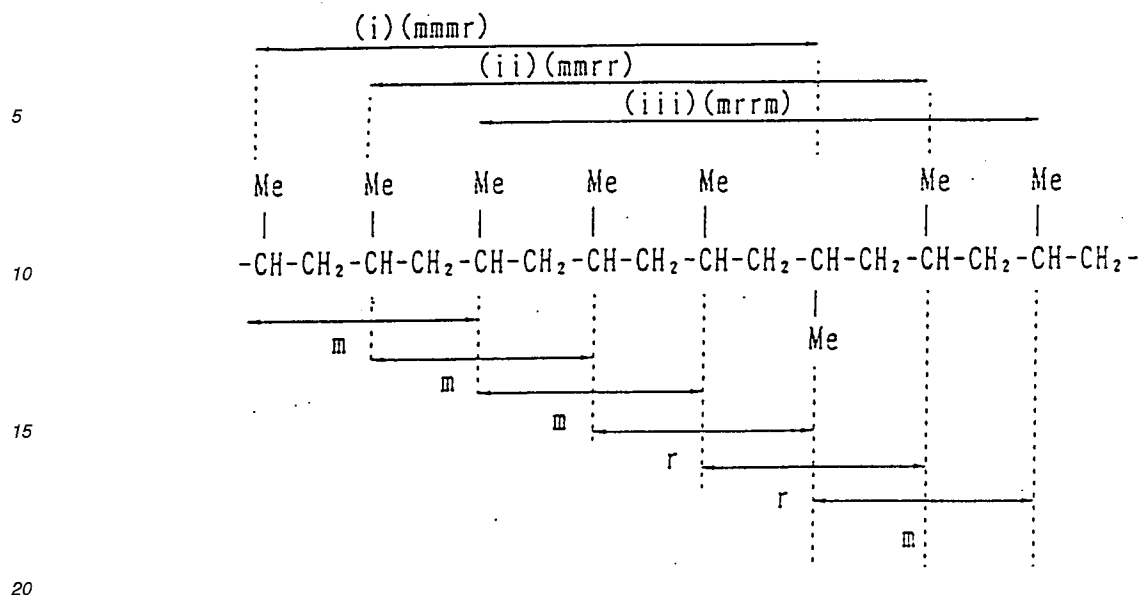 (i)(mmmr)
(ii)(mmrr)
5 (iii)(mrrm)
Me Me Me Me Me Me Me
10 -CH-CH₂-CH-CH₂-CH-CH₂-CH-CH₂-CH-CH₂-CH-CH₂-CH-CH₂-CH-CH₂-
Me
m
m
m
15
r
r
m
20